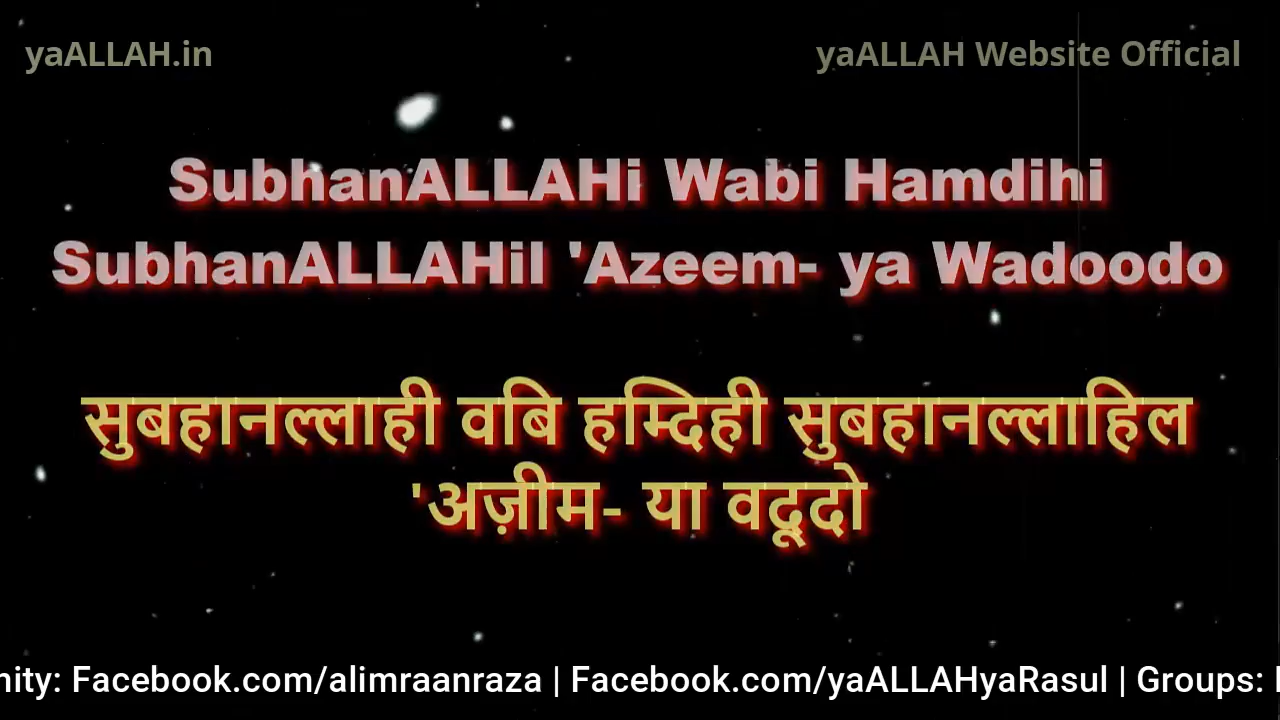 yaALLAH.in
yaALLAH Website Official
SubhanALLAHi Wabi Hamdihi
SubhanALLAHil 'Azeem- ya Wadoodo
सुबहानल्लाही वबि हम्दिही सुबहानल्लाहिल
'अज़ीम- या वदूदो
nity: Facebook.com/alimraanraza | Facebook.com/yaALLAHyaRasul | Groups: